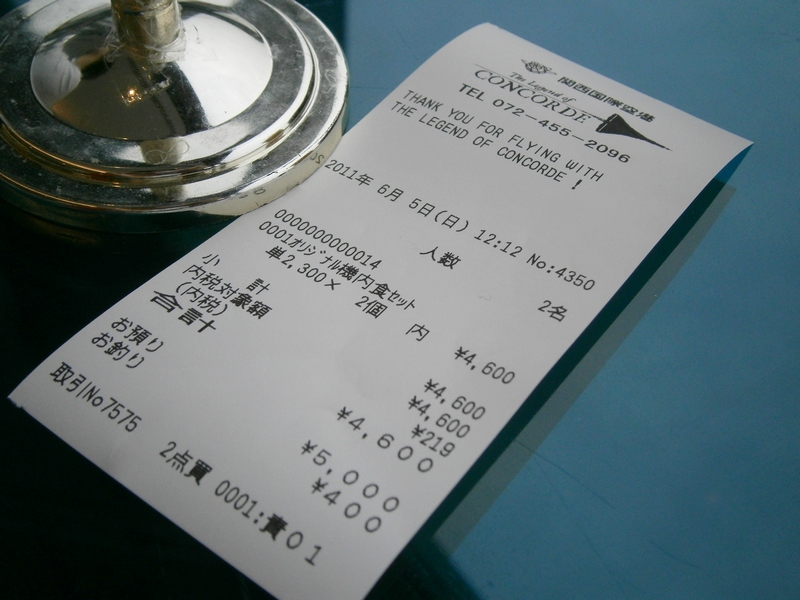 関西国際空港
The Legend of
CONCORDE
TEL 072-455-2096
THANK YOU FOR FLYING WITH
THE LEGEND OF CONCORDE !
2011年 6月 5日(日) 12:12 No:4350
人数 2名
0000000000014
0001オリジナル機内食セット
単2,300× 2個 内 ¥4,600
小 計 ¥4,600
内税対象額 ¥4,600
(内税) ¥219
合計 ¥4,600
お預り ¥5,000
お釣り ¥400
取引No7575 2点買 0001:責01